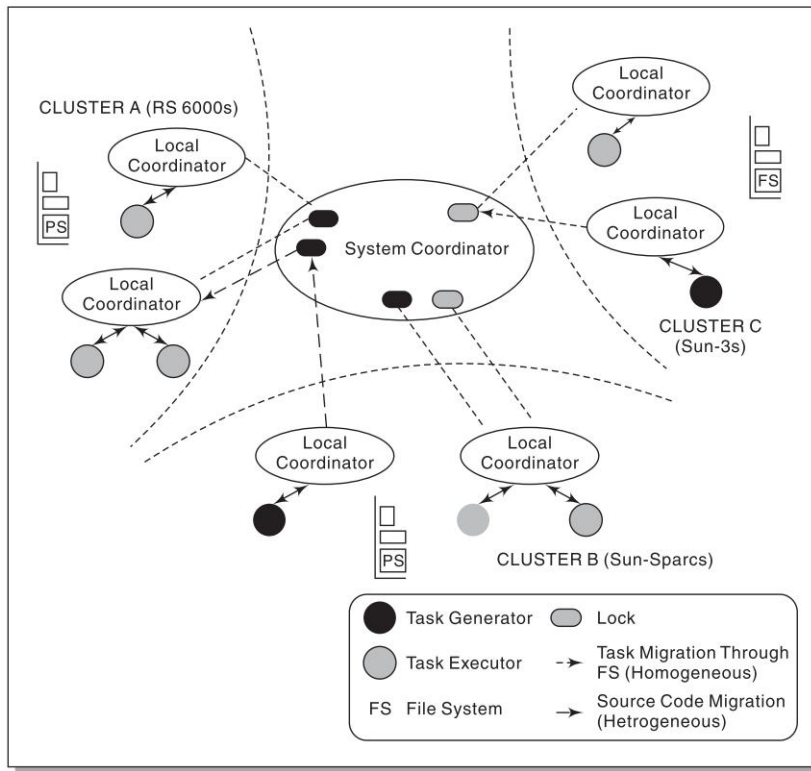 Local
Coordinator
CLUSTER A (RS 6000s)
Local
Coordinator
PS
FS
Local
Coordinator
System Coordinator
Local
Coordinator
CLUSTER C
(Sun-3s)
Local
Coordinator
Local
Coordinator
PS
CLUSTER B (Sun-Sparcs)
Task Generator
Lock
Task Executor
Task Migration Through
FS (Homogeneous)
FS File System
Source Code Migration
(Hetrogeneous)